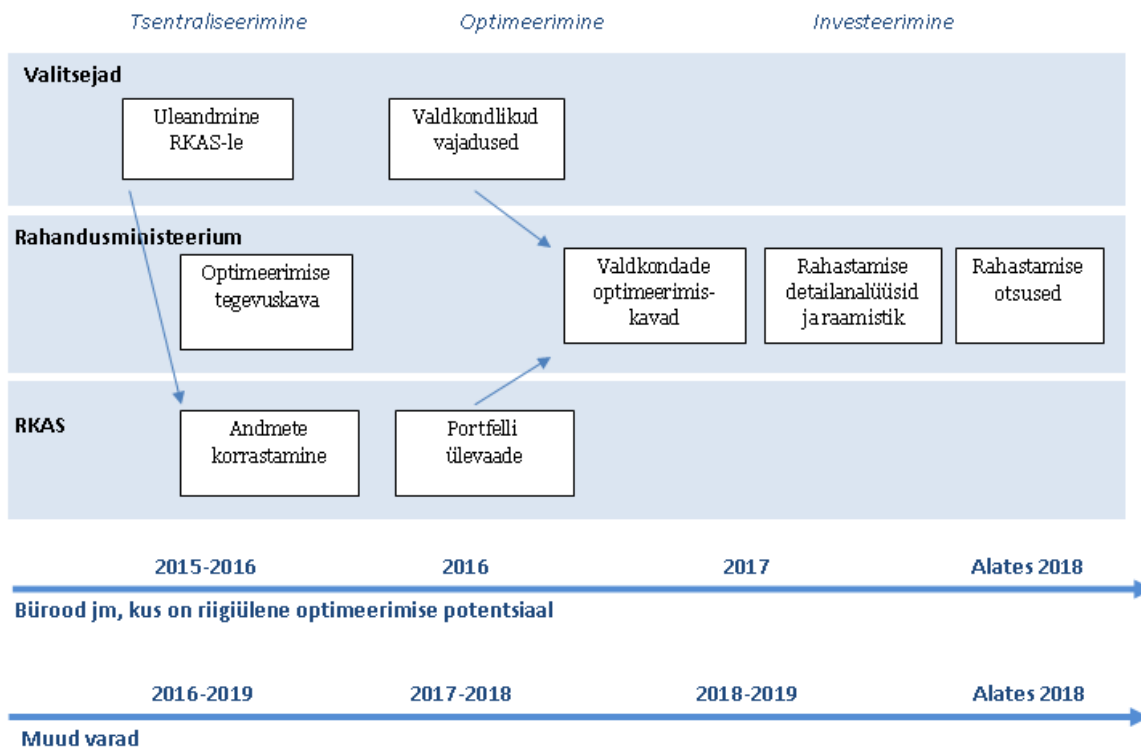 Tsentraliseerimine
Optimeerimine
Investeerimine
Valitsejad
Uleandmine
RKAS-le
Valdkondlikud
vajadused
Rahandusministeerium
Optimeerimise
tegevuskava
Valdkondade
optimeerimis-
kavad
Rahastamise
detailanalüüsid
ja raamistik
Rahastamise
otsused
RKAS
Andmete
korrastamine
Portfelli
ülevaade
2015-2016
2016
2017
Alates 2018
Bürood jm, kus on riigiülene optimeerimise potentsiaal
2016-2019
2017-2018
2018-2019
Alates 2018
Muud varad